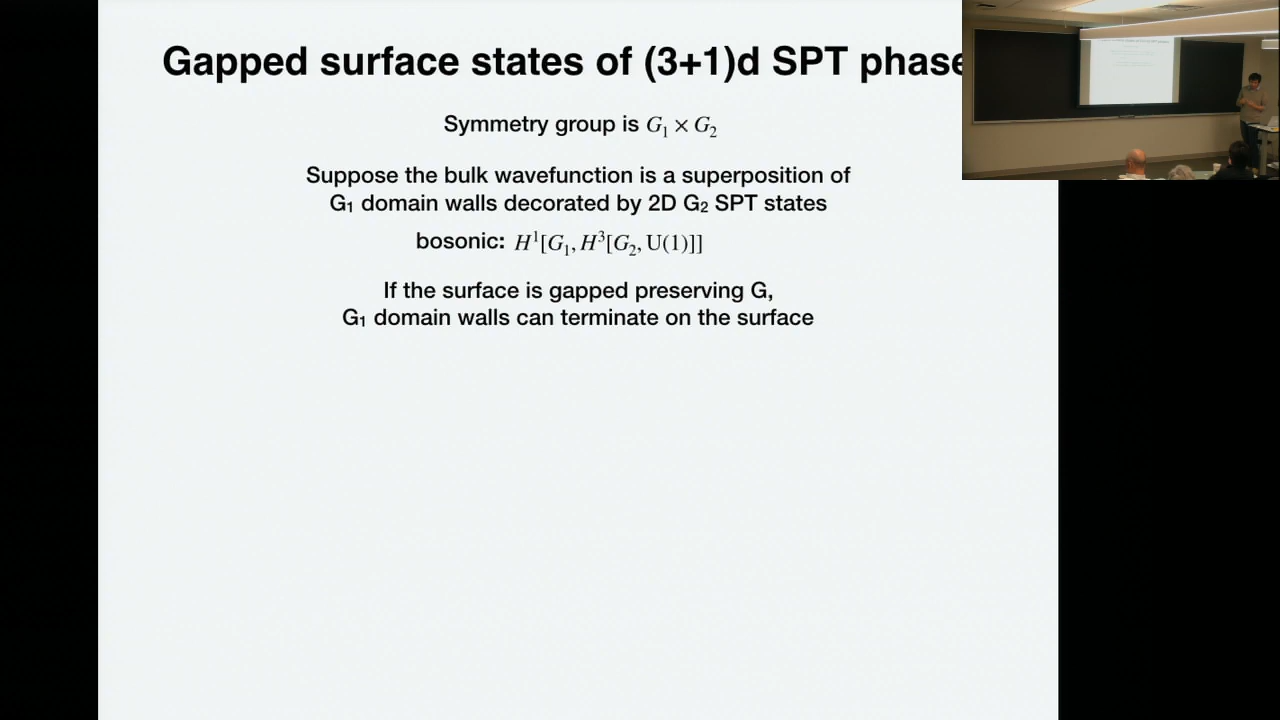 Gapped surface states of (3+1)d SPT phase
Symmetry group is G₁ × G₂
Suppose the bulk wavefunction is a superposition of
G₁ domain walls decorated by 2D G₂ SPT states
bosonic: H¹[G₁, H³[G₂, U(1)]]
If the surface is gapped preserving G,
G₁ domain walls can terminate on the surface